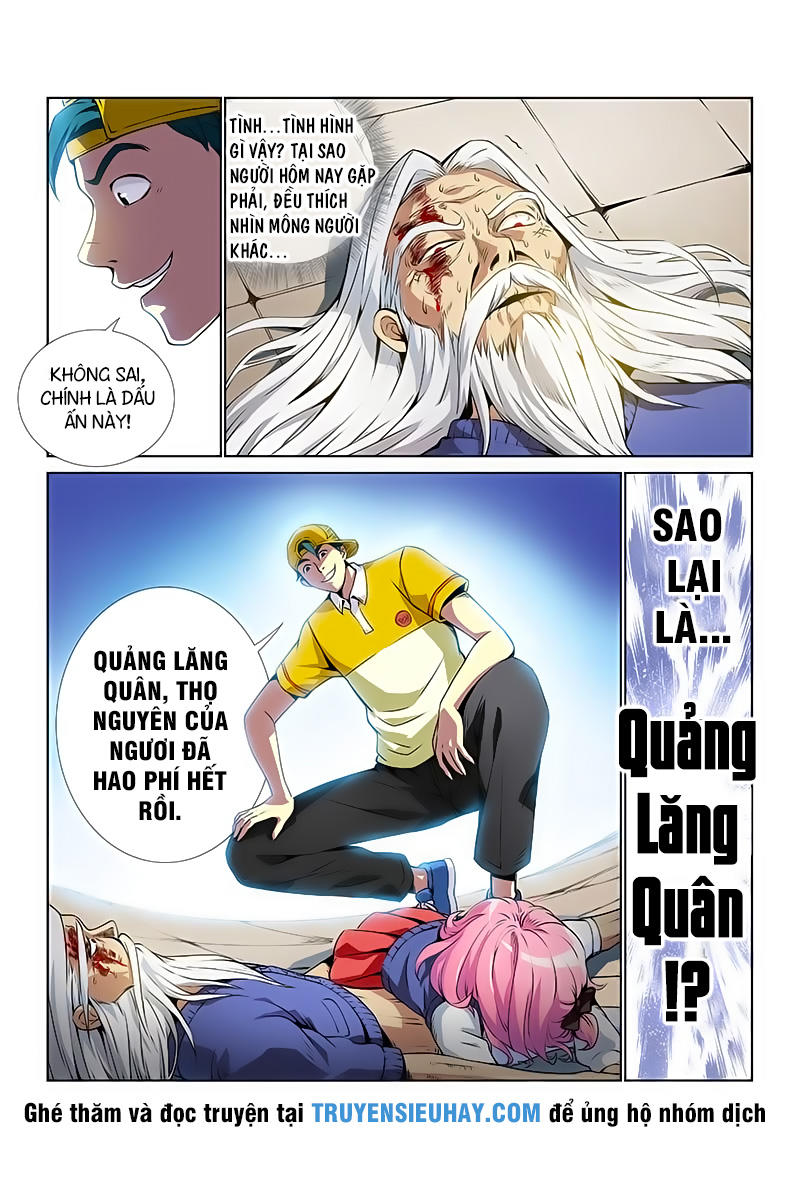 TÌNH...TÌNH HÌNH
GÌ VẬY? TẠI SAO
NGƯỜI HÔM NAY GẶP
PHẢI, ĐỀU THÍCH
NHÌN MÔNG NGƯỜI
KHÁC...
KHÔNG SAI,
CHÍNH LÀ DẤU
ẤN NÀY!
QUẢNG LĂNG
QUÂN, THỌ
NGUYÊN CỦA
NGƯƠI ĐÃ
HAO PHÍ HẾT
RỒI.
SAO
LẠI
LÀ...
QUẢNG
LĂNG
QUÂN
!?
Ghé thăm và đọc truyện tại TRUYENSIEUHAY.COM để ủng hộ nhóm dịch